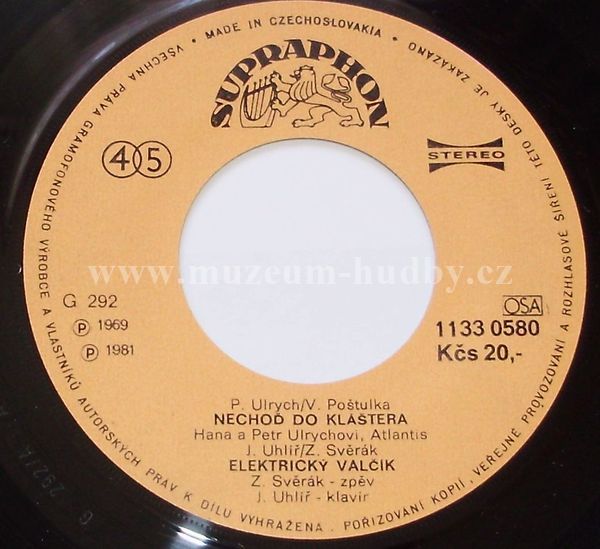 VŠECHNA PRÁVA GRAMOFONOVÉHO VÝROBCE A VLASTNÍKŮ AUTORSKÝCH PRÁV K DÍLU VYHRAŽENA. POŘIZOVÁNÍ KOPIÍ, VEŘEJNÉ PROVOZOVÁNÍ A ROZHLASOVÉ ŠÍŘENÍ TÉTO DESKY JE ZAKÁZÁNO
• MADE IN CZECHOSLOVAKIA •
SUPRAPHON
45
STEREO
www.muzeum-hudby.cz
G 292
OSA
Ⓟ 1969
1133 0580
Ⓟ 1981
Kčs 20,-
P. Ulrych/V. Poštulka
NECHOĎ DO KLÁŠTERA
Hana a Petr Ulrychovi, Atlantis
J. Uhlíř/Z. Svěrák
ELEKTRICKÝ VALČÍK
Z. Svěrák - zpěv
J. Uhlíř - klavír